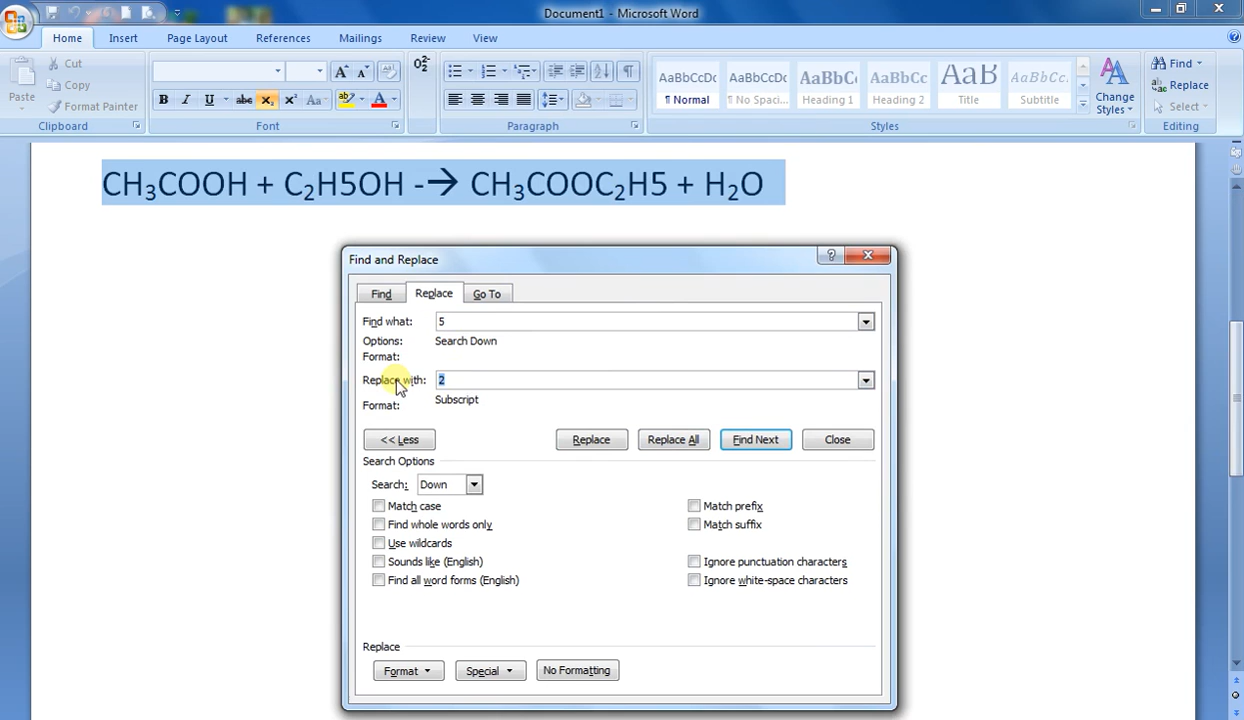 Document1 - Microsoft Word
Home Insert Page Layout References Mailings Review View
Paste
Cut
Copy
Format Painter
Clipboard
B I U abc X₂ X² Aa A
Font
Paragraph
AaBbCcDc AaBbCcDc AaBbC AaBbCc AaB AaBbCcDc
¶ Normal ¶ No Spaci... Heading 1 Heading 2 Title Subtitle
Change Styles
Styles
Find
Replace
Select
Editing
CH₃COOH + C₂H5OH -→ CH₃COOC₂H5 + H₂O
Find and Replace
Find Replace Go To
Find what: 5
Options: Search Down
Format:
Replace with: 2
Format: Subscript
<< Less Replace Replace All Find Next Close
Search Options
Search: Down
Match case Match prefix
Find whole words only Match suffix
Use wildcards
Sounds like (English) Ignore punctuation characters
Find all word forms (English) Ignore white-space characters
Replace
Format Special No Formatting